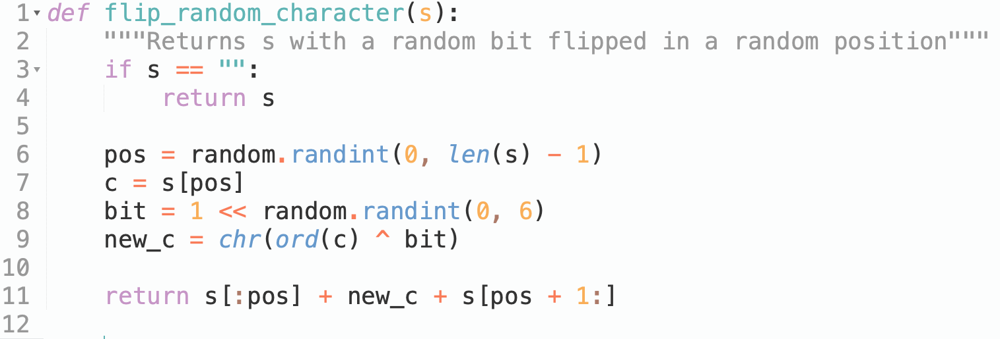 1 def flip_random_character(s):
2     """Returns s with a random bit flipped in a random position"""
3     if s == "":
4         return s
5
6     pos = random.randint(0, len(s) - 1)
7     c = s[pos]
8     bit = 1 << random.randint(0, 6)
9     new_c = chr(ord(c) ^ bit)
10
11     return s[:pos] + new_c + s[pos + 1:]
12